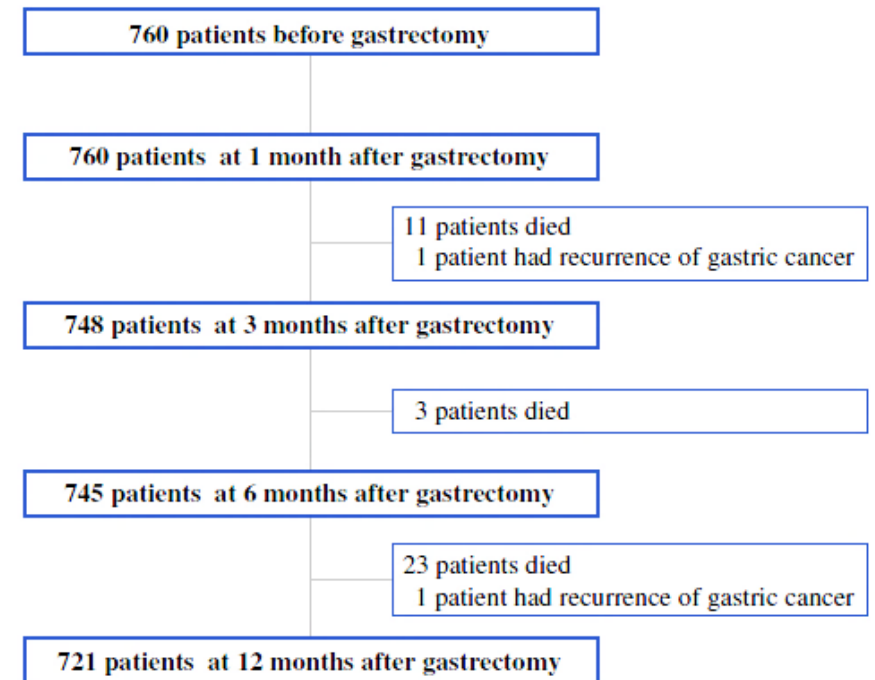 760 patients before gastrectomy
760 patients at 1 month after gastrectomy
11 patients died
1 patient had recurrence of gastric cancer
748 patients at 3 months after gastrectomy
3 patients died
745 patients at 6 months after gastrectomy
23 patients died
1 patient had recurrence of gastric cancer
721 patients at 12 months after gastrectomy